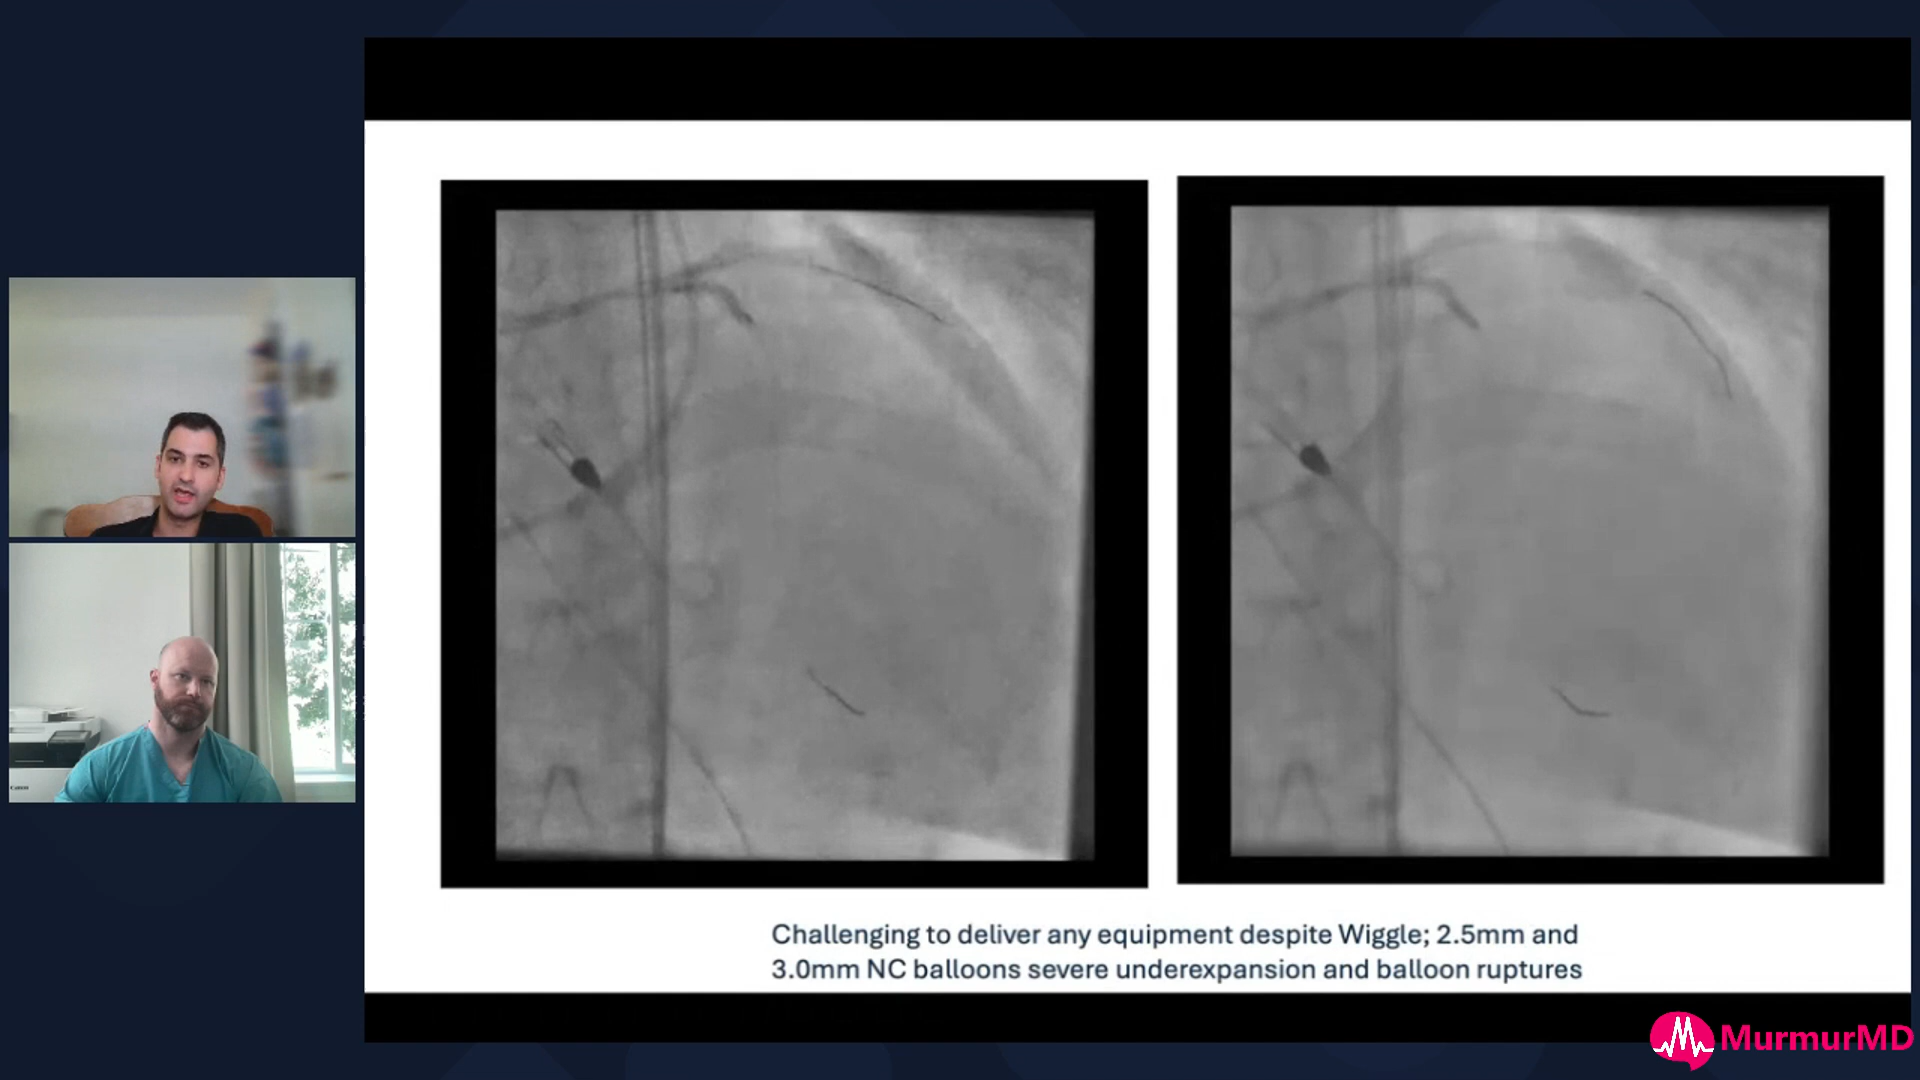 Challenging to deliver any equipment despite Wiggle; 2.5mm and
3.0mm NC balloons severe underexpansion and balloon ruptures
MurmurMD